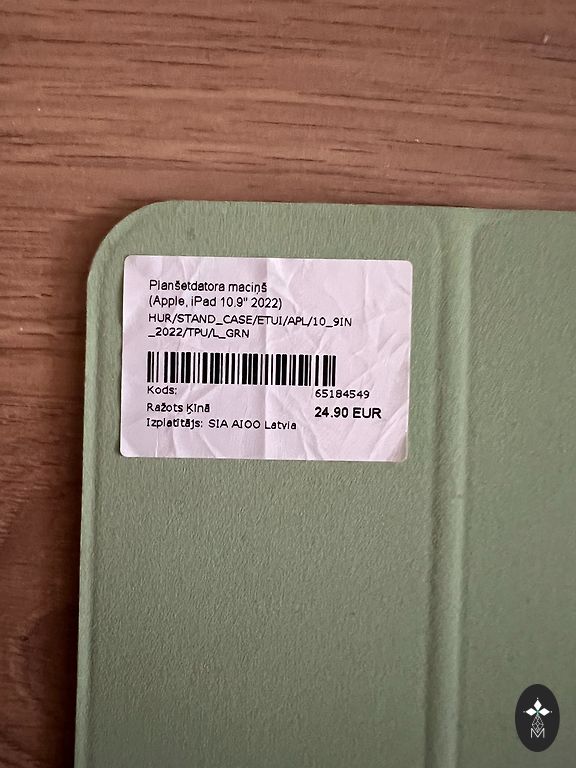 Planšetdatora maciņš
(Apple, iPad 10.9" 2022)
HUR/STAND_CASE/ETUI/APL/10_9IN
_2022/TPU/L_GRN
Kods: 65184549
Ražots Ķīnā 24.90 EUR
Izplatītājs: SIA AIOO Latvia
M